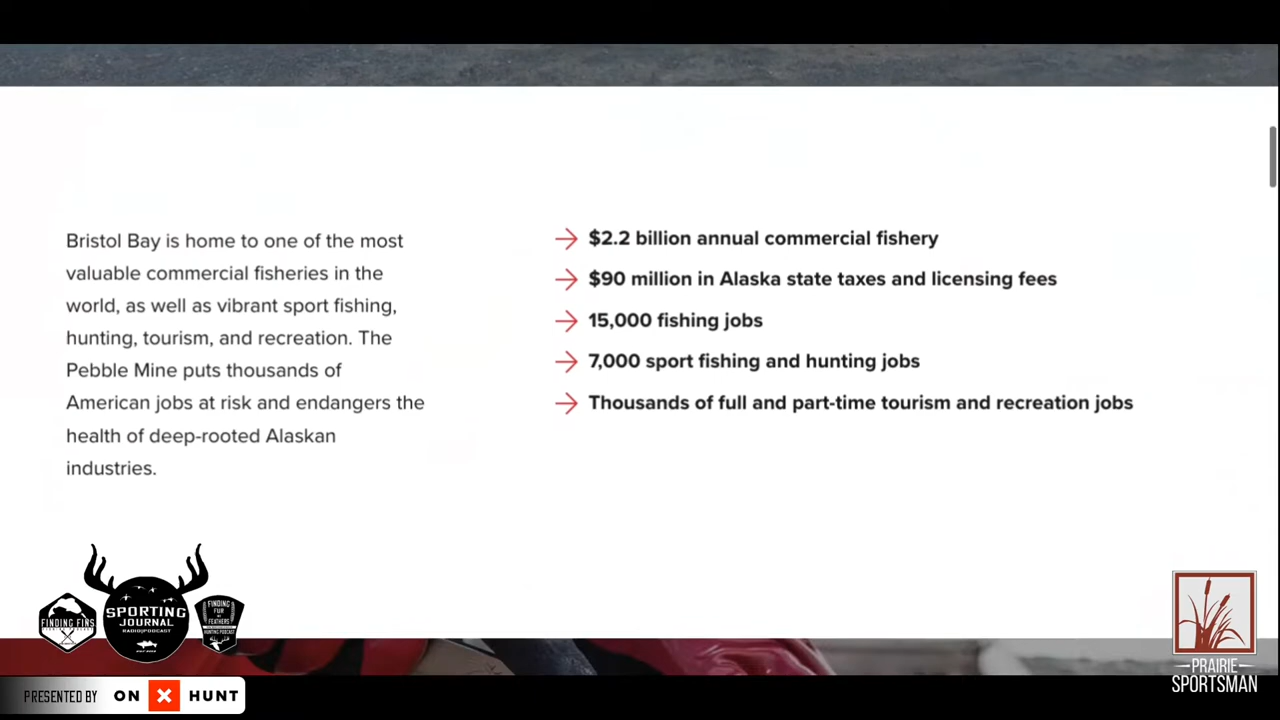 Bristol Bay is home to one of the most
valuable commercial fisheries in the
world, as well as vibrant sport fishing,
hunting, tourism, and recreation. The
Pebble Mine puts thousands of
American jobs at risk and endangers the
health of deep-rooted Alaskan
industries.
$2.2 billion annual commercial fishery
$90 million in Alaska state taxes and licensing fees
15,000 fishing jobs
7,000 sport fishing and hunting jobs
Thousands of full and part-time tourism and recreation jobs
FINDING FINS
SPORTING
JOURNAL
RADIO|PODCAST
FINDING
FUR
FEATHERS
HUNTING PODCAST
PRESENTED BY ON X HUNT
PRAIRIE
SPORTSMAN